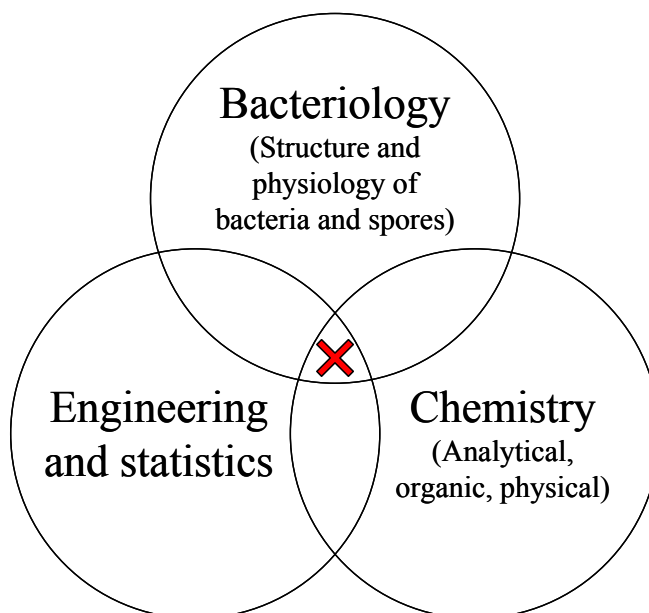 Bacteriology
(Structure and
physiology of
bacteria and spores)
Engineering
and statistics
Chemistry
(Analytical,
organic, physical)